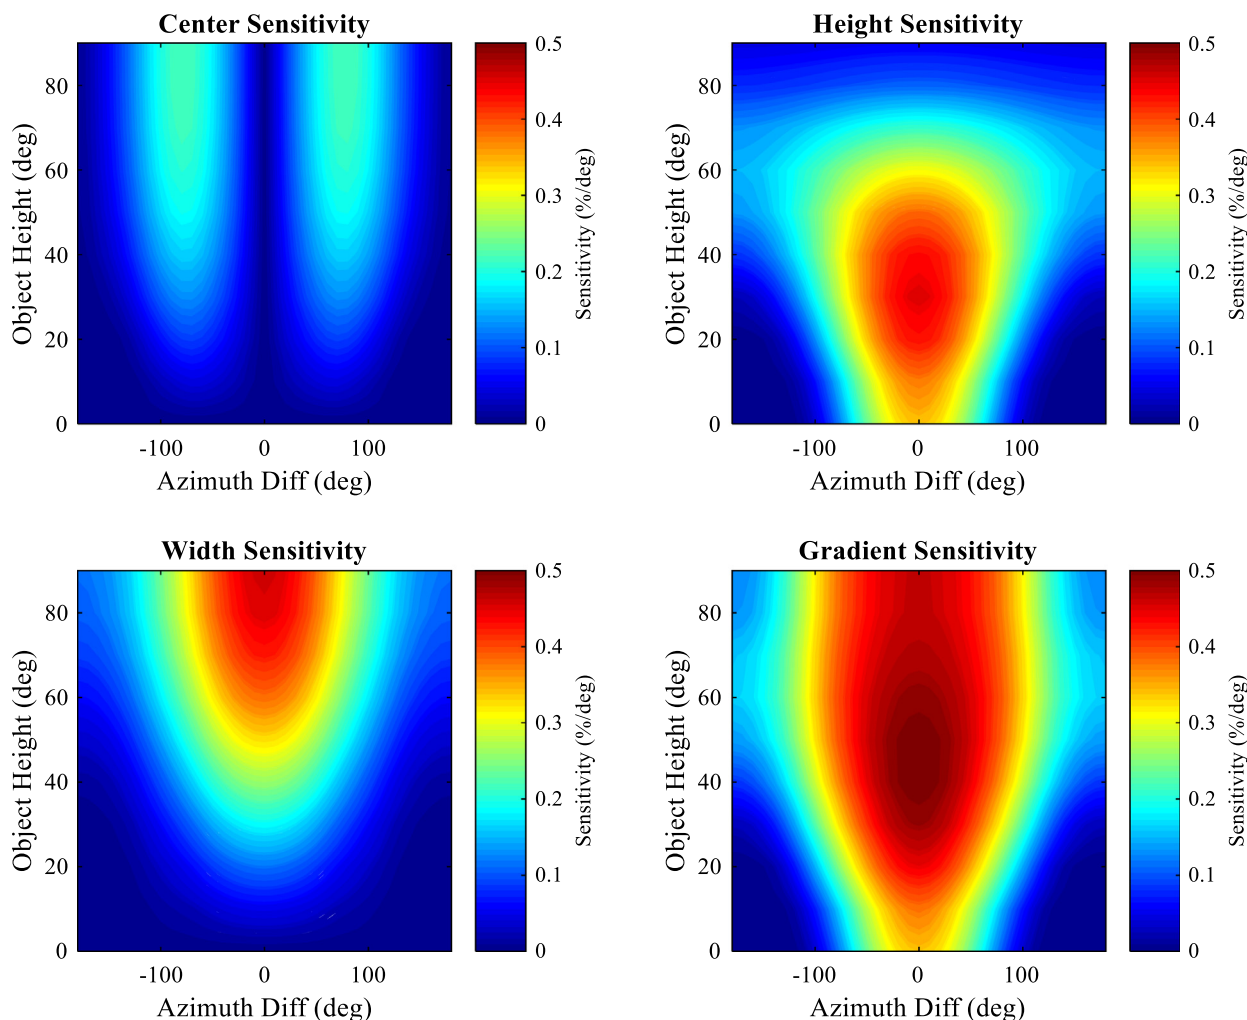 Center Sensitivity
Object Height (deg)
80
60
40
20
0
-100 0 100
Azimuth Diff (deg)
0.5
0.4
0.3
0.2
0.1
0
Sensitivity (%/deg)
Height Sensitivity
Object Height (deg)
80
60
40
20
0
-100 0 100
Azimuth Diff (deg)
0.5
0.4
0.3
0.2
0.1
0
Sensitivity (%/deg)
Width Sensitivity
Object Height (deg)
80
60
40
20
0
-100 0 100
Azimuth Diff (deg)
0.5
0.4
0.3
0.2
0.1
0
Sensitivity (%/deg)
Gradient Sensitivity
Object Height (deg)
80
60
40
20
0
-100 0 100
Azimuth Diff (deg)
0.5
0.4
0.3
0.2
0.1
0
Sensitivity (%/deg)